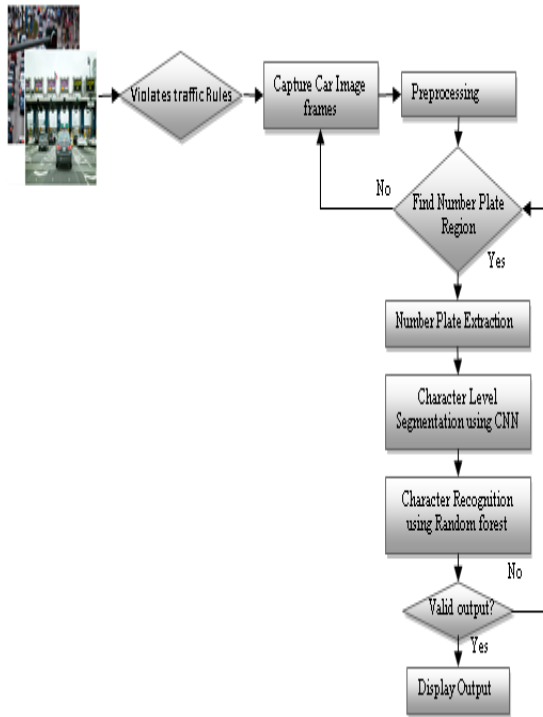 Violates traffic Rules
Capture Car Image
frames
Preprocessing
No
Find Number Plate
Region
Yes
Number Plate Extraction
Character Level
Segmentation using CNN
Character Recognition
using Random forest
No
Valid output?
Yes
Display Output